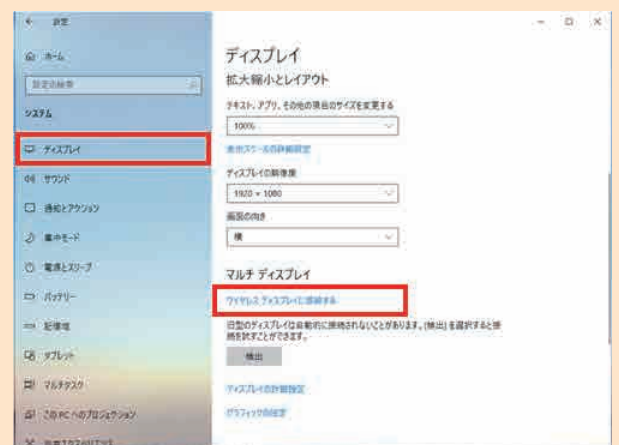 設定
ホーム
設定の検索
システム
ディスプレイ
サウンド
通知とアクション
集中モード
電源とスリープ
バッテリー
記憶域
タブレット
マルチタスク
この PC へのプロジェクション
ディスプレイ
拡大縮小とレイアウト
テキスト、アプリ、その他の項目のサイズを変更する
100%
表示スケールの詳細設定
ディスプレイの解像度
1920 × 1080
画面の向き
横
マルチ ディスプレイ
ワイヤレス ディスプレイに接続する
旧型のディスプレイは自動的に接続されないことがあります。[検出] を選択すると接
続を試すことができます。
検出
ディスプレイの詳細設定
グラフィックの設定